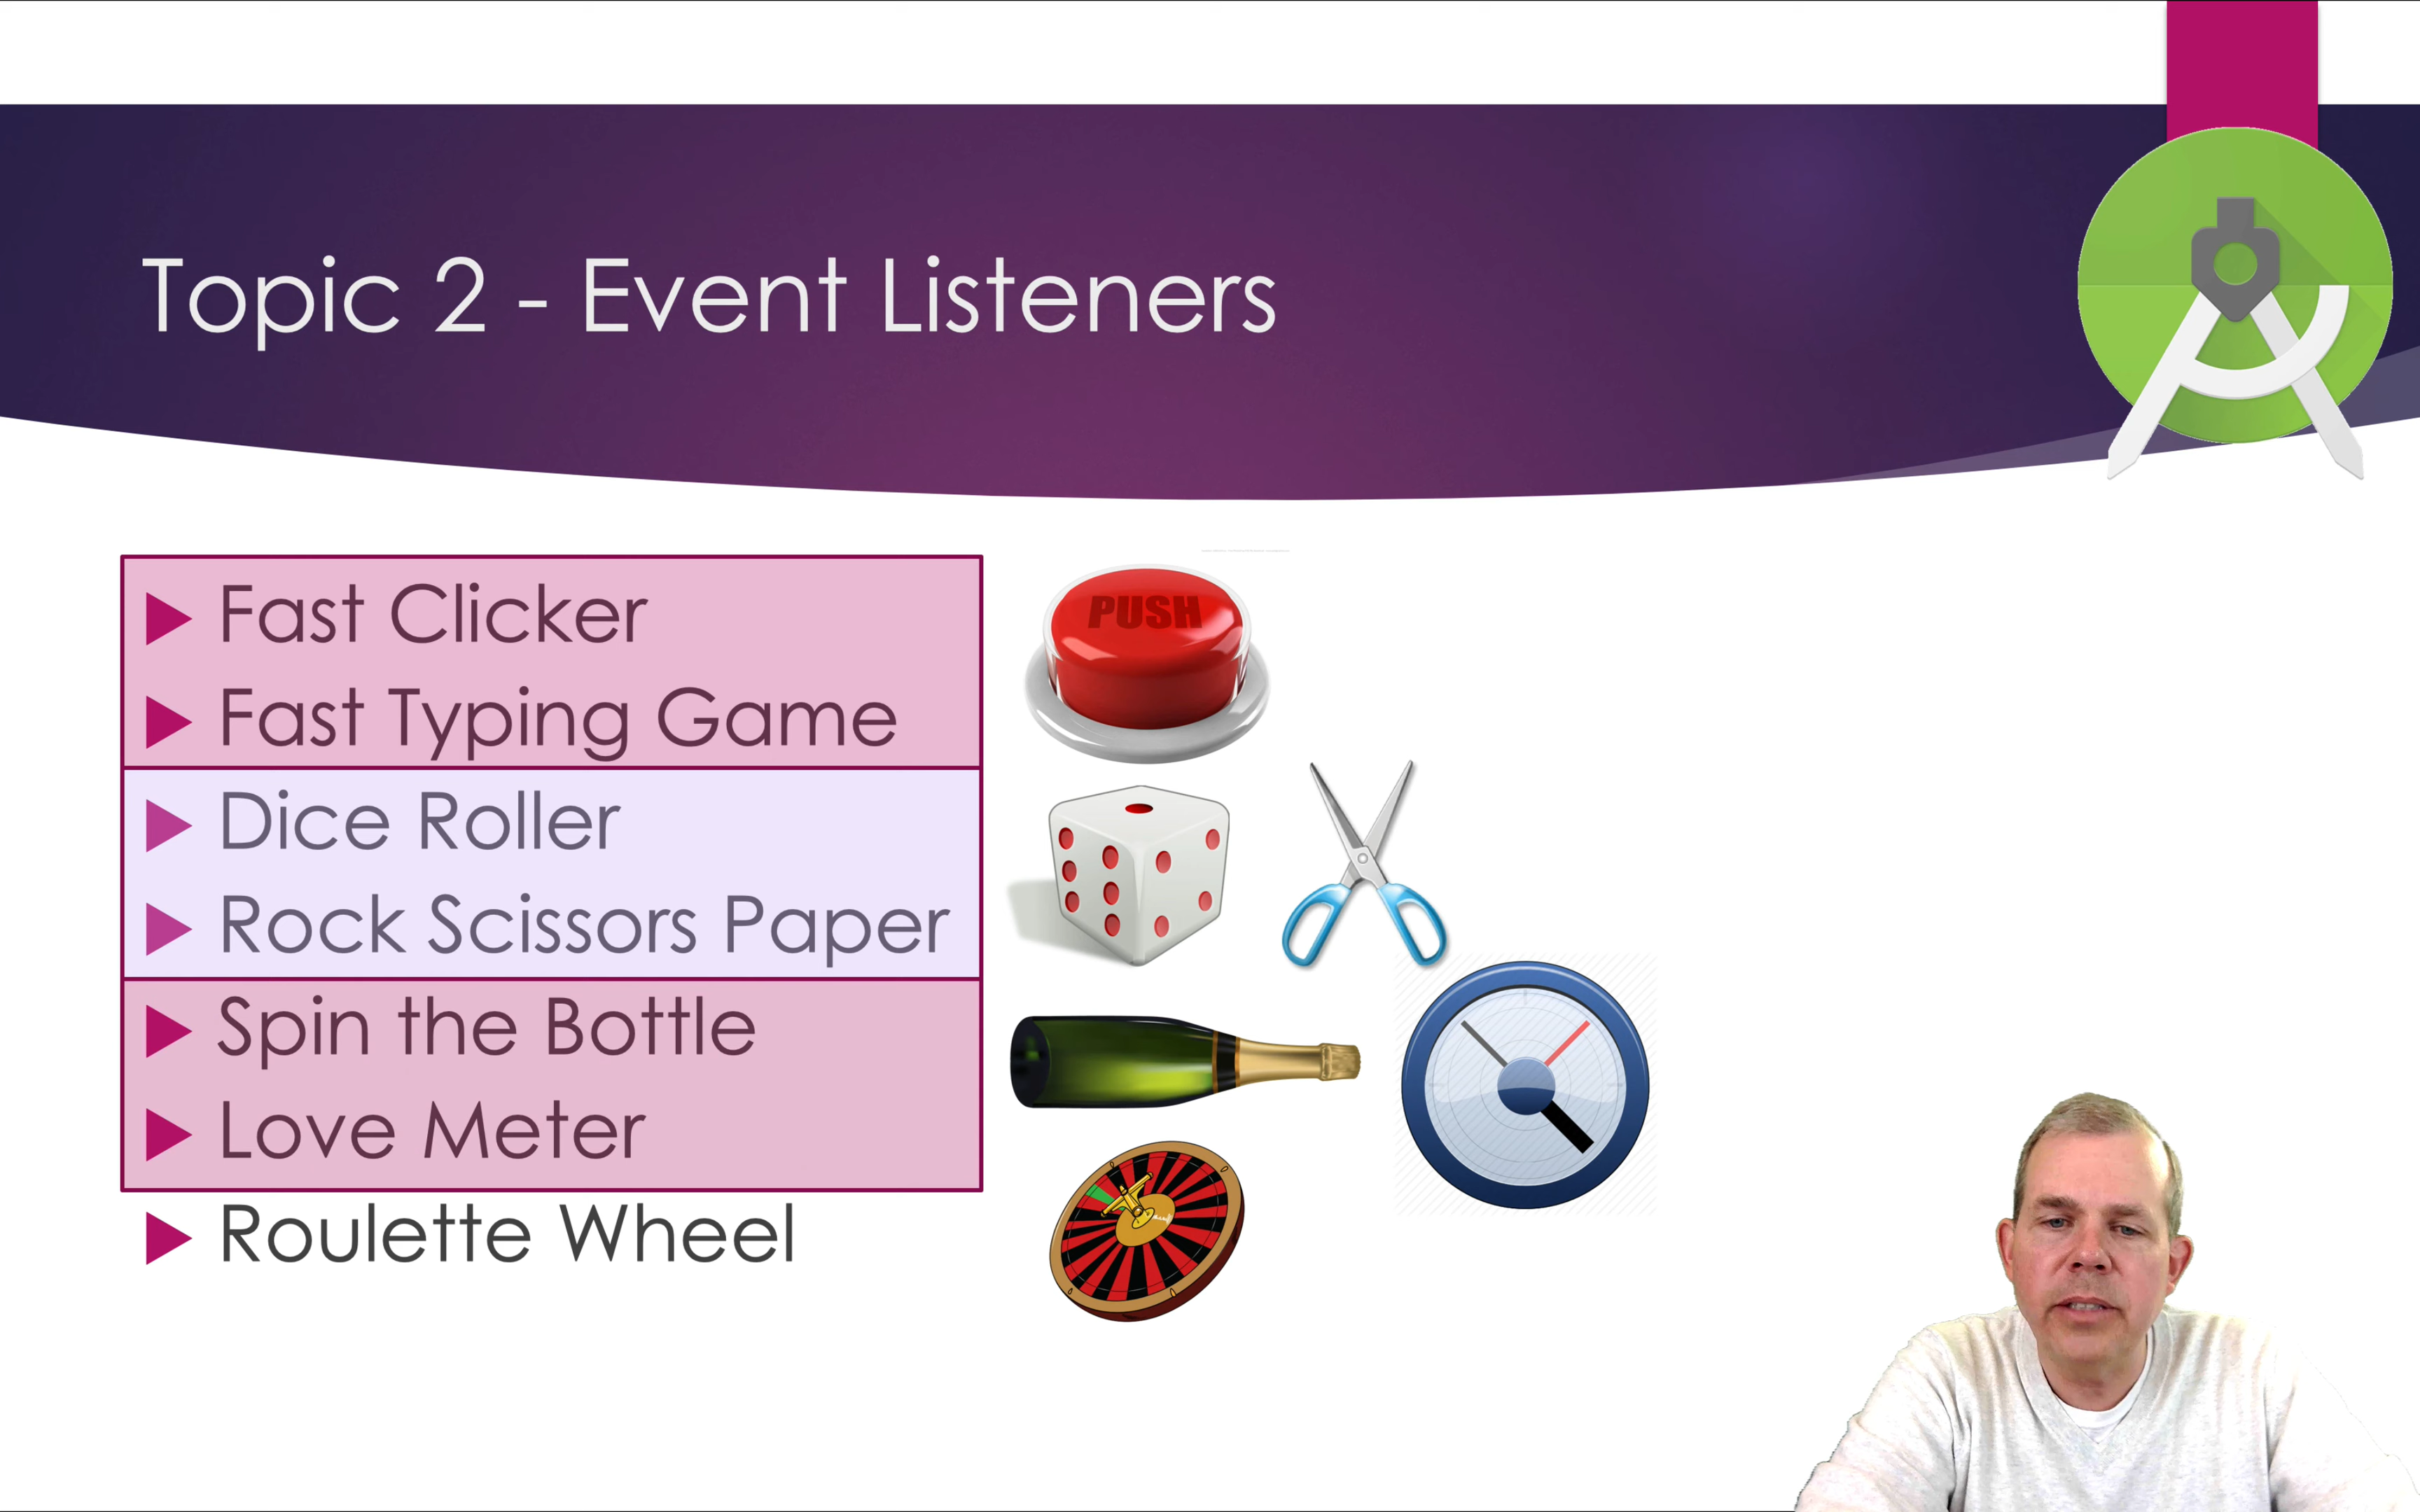 Topic 2 - Event Listeners
Fast Clicker
Fast Typing Game
Dice Roller
Rock Scissors Paper
Spin the Bottle
Love Meter
Roulette Wheel
PUSH